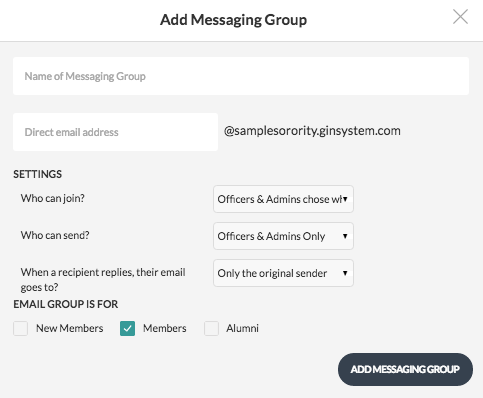 Add Messaging Group
Name of Messaging Group
Direct email address @samplesorority.ginsystem.com
SETTINGS
Who can join? Officers & Admins chose wh
Who can send? Officers & Admins Only
When a recipient replies, their email Only the original sender
goes to?
EMAIL GROUP IS FOR
New Members Members Alumni
ADD MESSAGING GROUP